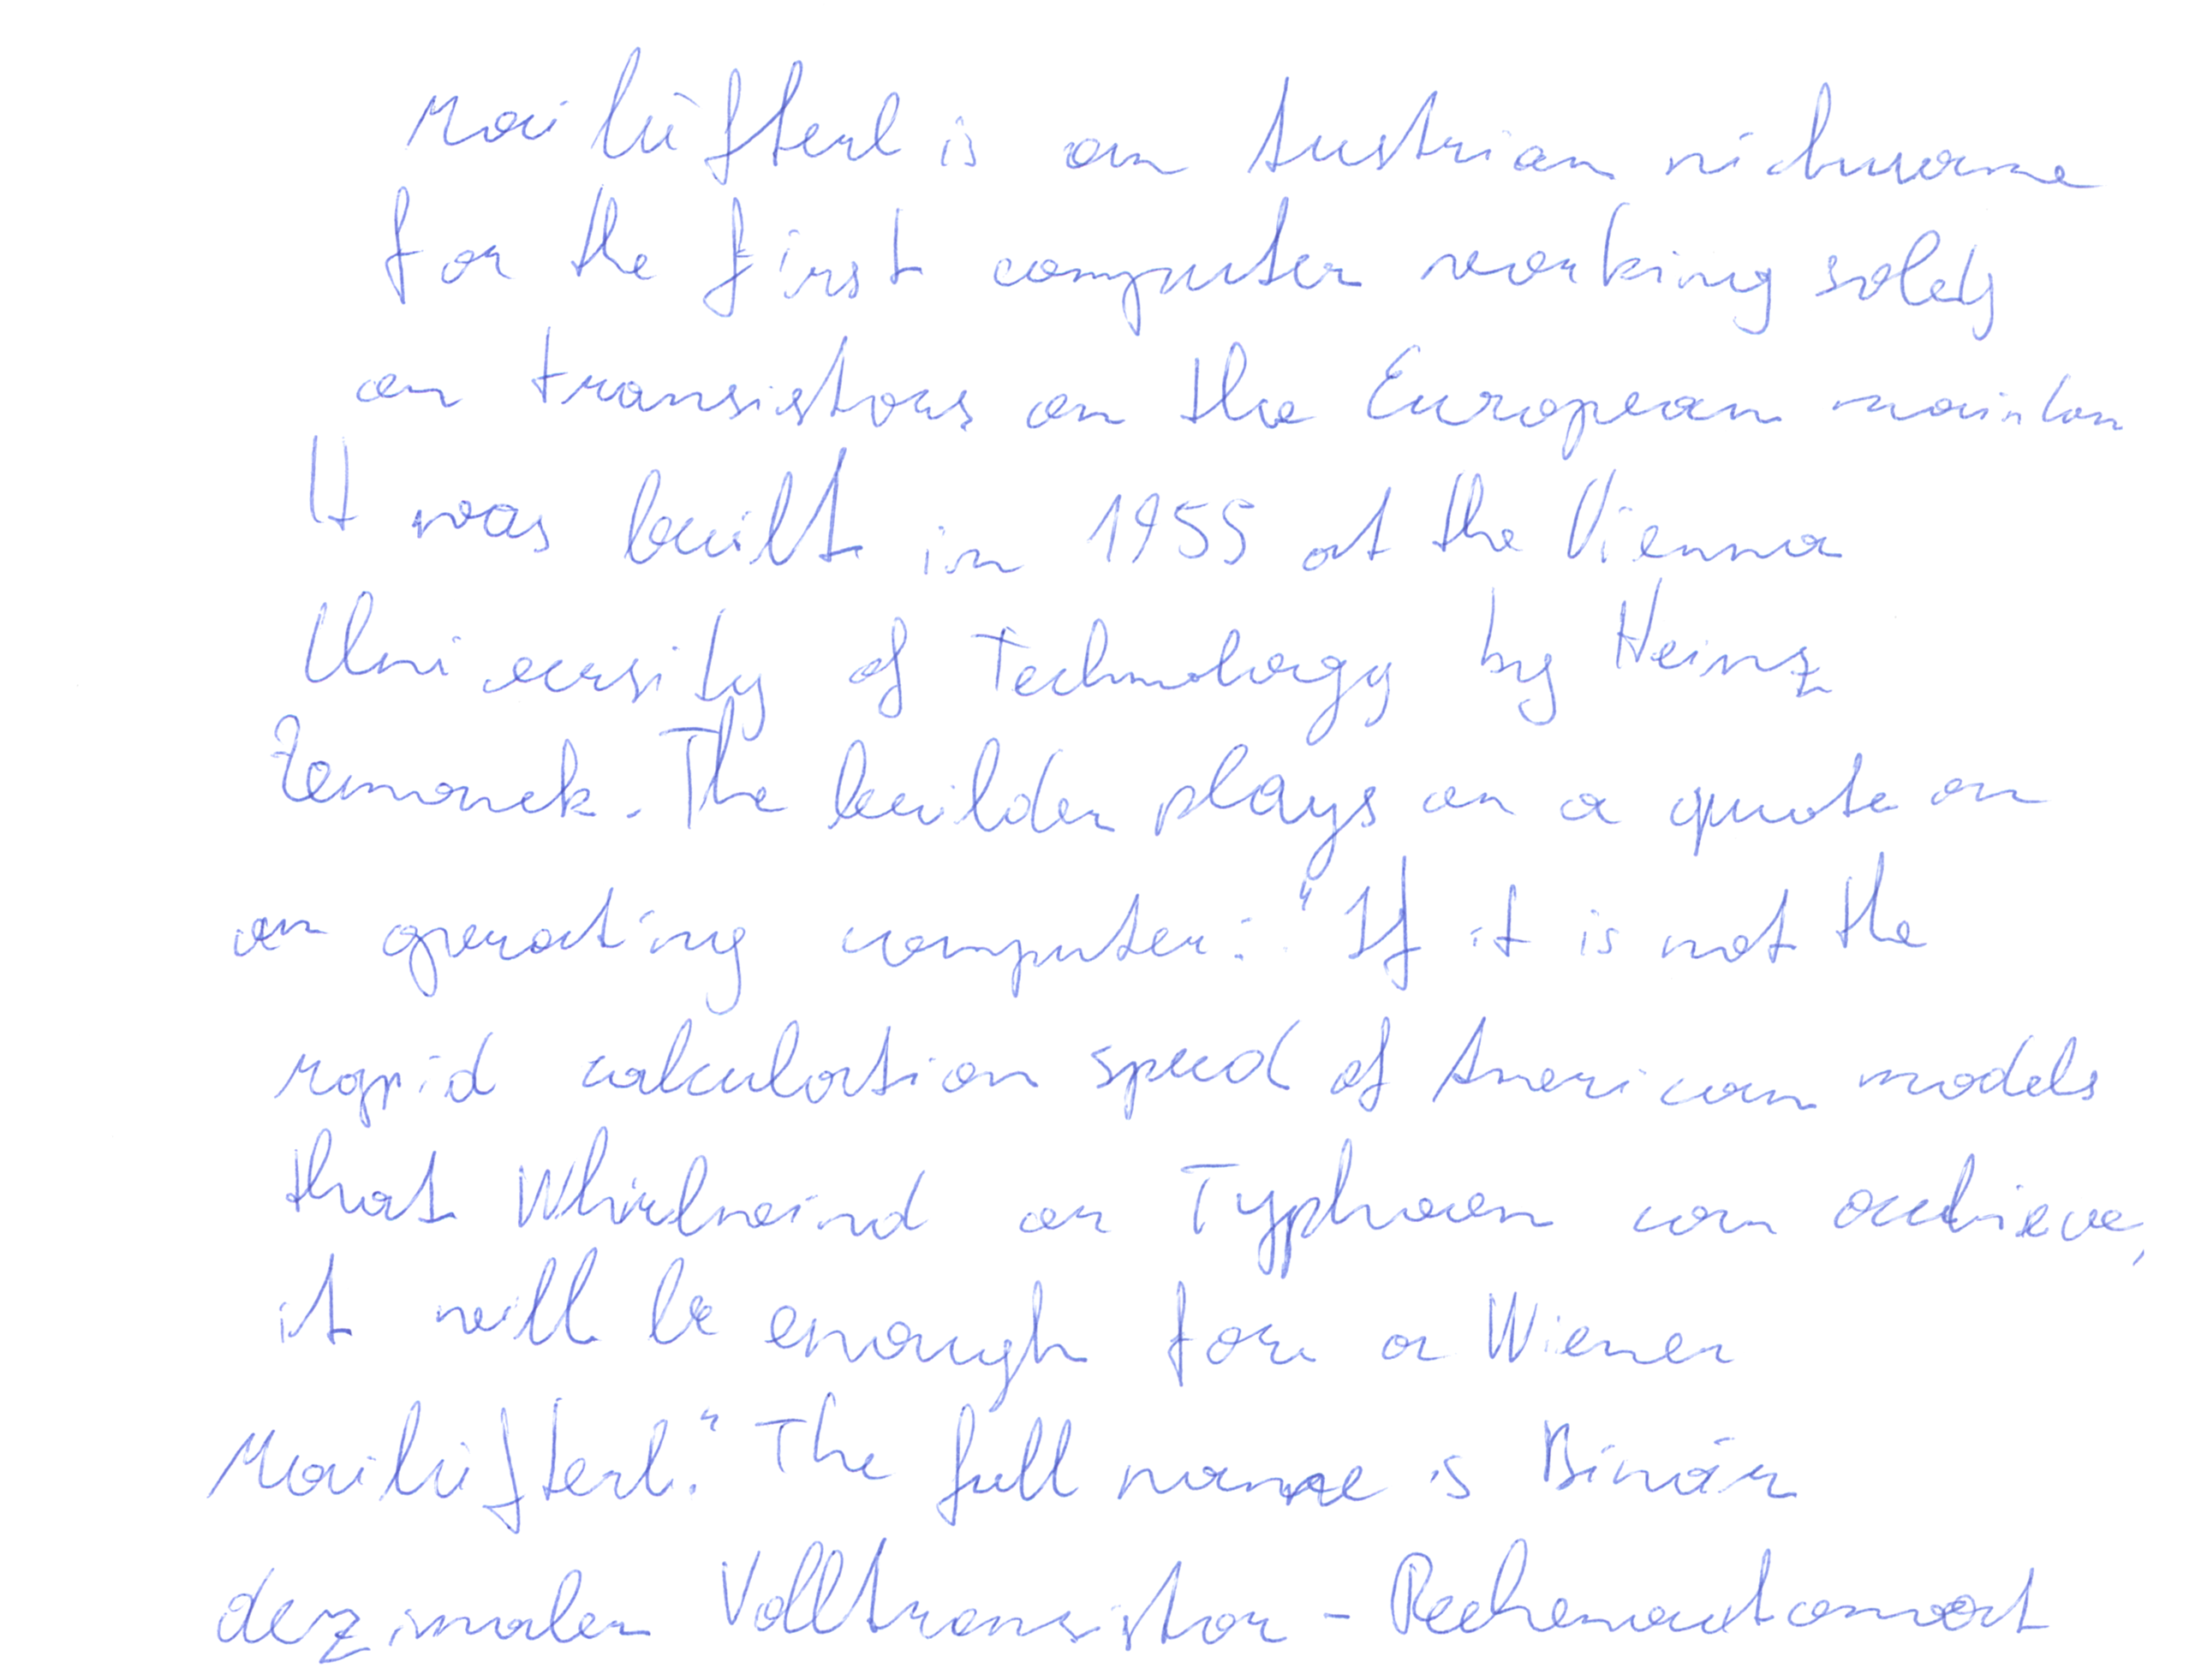 Mailüfterl is an Austrian nickname
for the first computer working solely
on transistors on the European mainlan
It was built in 1955 at the Vienna
University of Technology by Heinz
Zemanek. The builder plays on a quote on
an operating computer: "If it is not the
rapid calculation speed of American models
that Whirlwind or Typhoon can achieve,
it will be enough for a Wiener
Mailüfterl." The full name is Binär
dezimaler Volltransistor - Rechenautomat